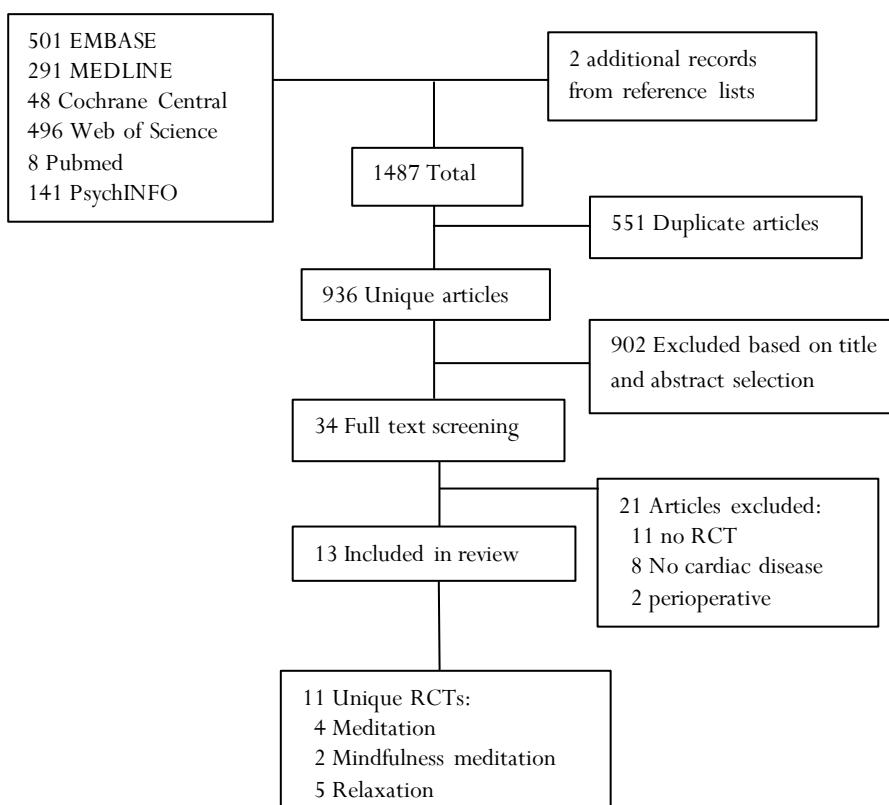 501 EMBASE
291 MEDLINE
48 Cochrane Central
496 Web of Science
8 Pubmed
141 PsychINFO
2 additional records
from reference lists
1487 Total
551 Duplicate articles
936 Unique articles
902 Excluded based on title
and abstract selection
34 Full text screening
21 Articles excluded:
11 no RCT
8 No cardiac disease
2 perioperative
13 Included in review
11 Unique RCTs:
4 Meditation
2 Mindfulness meditation
5 Relaxation